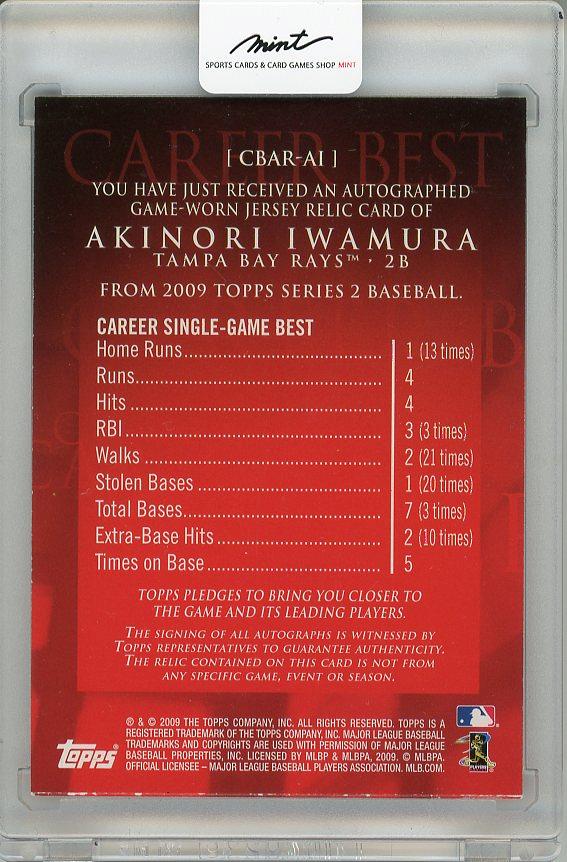 mint
SPORTS CARDS & CARD GAMES SHOP MINT
CAREER BEST
[ CBAR-AI ]
YOU HAVE JUST RECEIVED AN AUTOGRAPHED
GAME-WORN JERSEY RELIC CARD OF
AKINORI IWAMURA
TAMPA BAY RAYS™ · 2B
FROM 2009 TOPPS SERIES 2 BASEBALL.
CAREER SINGLE-GAME BEST
Home Runs 1 (13 times)
Runs 4
Hits 4
RBI 3 (3 times)
Walks 2 (21 times)
Stolen Bases 1 (20 times)
Total Bases 7 (3 times)
Extra-Base Hits 2 (10 times)
Times on Base 5
TOPPS PLEDGES TO BRING YOU CLOSER TO
THE GAME AND ITS LEADING PLAYERS.
THE SIGNING OF ALL AUTOGRAPHS IS WITNESSED BY
TOPPS REPRESENTATIVES TO GUARANTEE AUTHENTICITY.
THE RELIC CONTAINED ON THIS CARD IS NOT FROM
ANY SPECIFIC GAME, EVENT OR SEASON.
® & © 2009 THE TOPPS COMPANY, INC. ALL RIGHTS RESERVED. TOPPS IS A
REGISTERED TRADEMARK OF THE TOPPS COMPANY, INC. MAJOR LEAGUE BASEBALL
TRADEMARKS AND COPYRIGHTS ARE USED WITH PERMISSION OF MAJOR LEAGUE
BASEBALL PROPERTIES, INC. LICENSED BY MLBP & MLBPA, 2009. © MLBPA.
OFFICIAL LICENSEE – MAJOR LEAGUE BASEBALL PLAYERS ASSOCIATION. MLB.COM.
topps®
PLAYERS